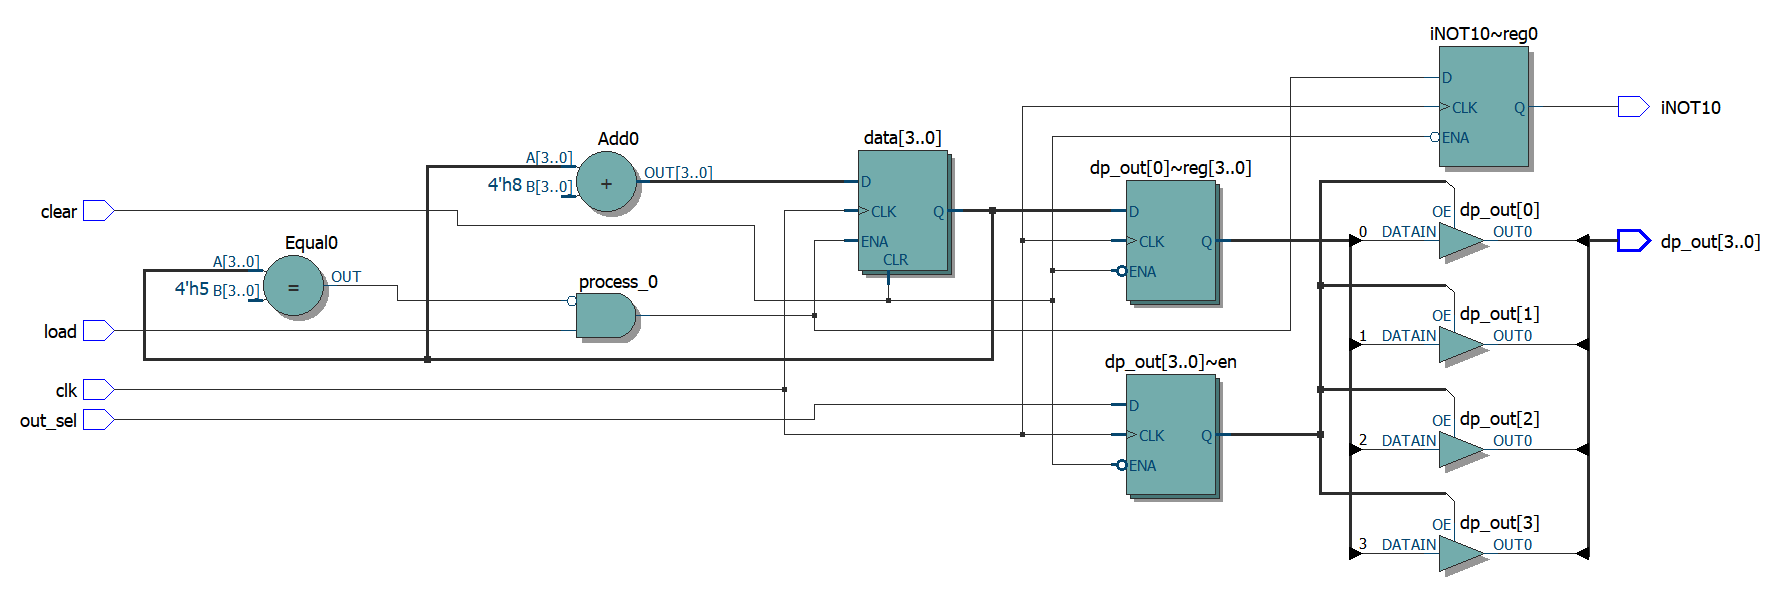 iNOT10~reg0
D
CLK
Q
ENA
iNOT10
Add0
A[3..0]
4'h8 B[3..0]
+
OUT[3..0]
data[3..0]
D
CLK
Q
ENA
CLR
dp_out[0]~reg[3..0]
D
CLK
Q
ENA
clear
Equal0
A[3..0]
4'h5 B[3..0]
=
OUT
process_0
load
clk
out_sel
dp_out[3..0]~en
D
CLK
Q
ENA
OE
dp_out[0]
0
DATAIN
OUT0
dp_out[3..0]
OE
dp_out[1]
1
DATAIN
OUT0
OE
dp_out[2]
2
DATAIN
OUT0
OE
dp_out[3]
3
DATAIN
OUT0